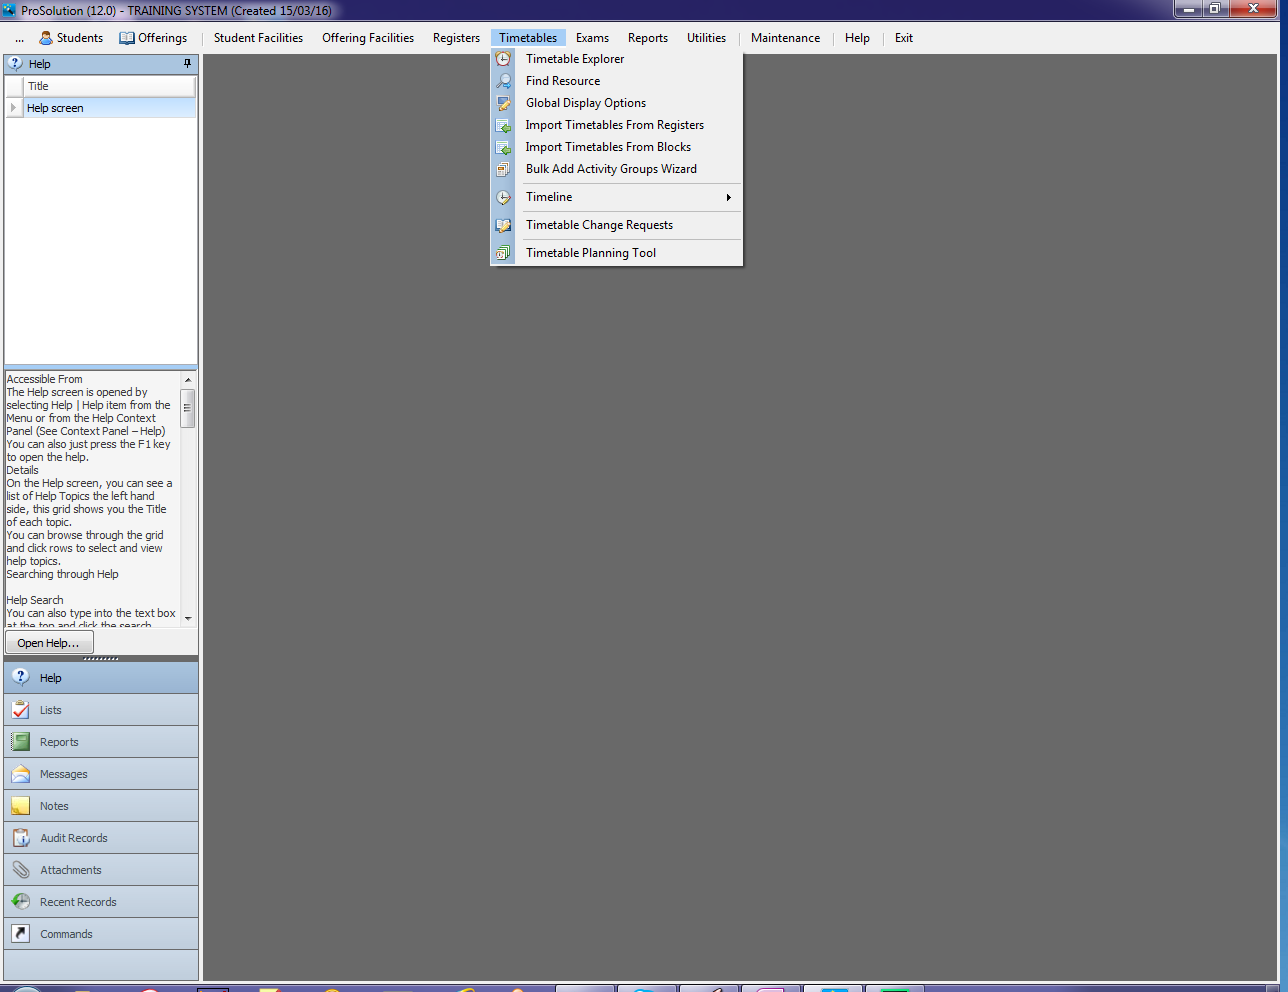 ProSolution (12.0) - TRAINING SYSTEM (Created 15/03/16)
... Students Offerings Student Facilities Offering Facilities Registers Timetables Exams Reports Utilities Maintenance Help Exit
Help
Title
Help screen
Timetable Explorer
Find Resource
Global Display Options
Import Timetables From Registers
Import Timetables From Blocks
Bulk Add Activity Groups Wizard
Timeline
Timetable Change Requests
Timetable Planning Tool
Accessible From
The Help screen is opened by
selecting Help | Help item from the
Menu or from the Help Context
Panel (See Context Panel – Help)
You can also just press the F1 key
to open the help.
Details
On the Help screen, you can see a
list of Help Topics the left hand
side, this grid shows you the Title
of each topic.
You can browse through the grid
and click rows to select and view
help topics.
Searching through Help
Help Search
You can also type into the text box
at the top and click the search
Open Help...
Help
Lists
Reports
Messages
Notes
Audit Records
Attachments
Recent Records
Commands